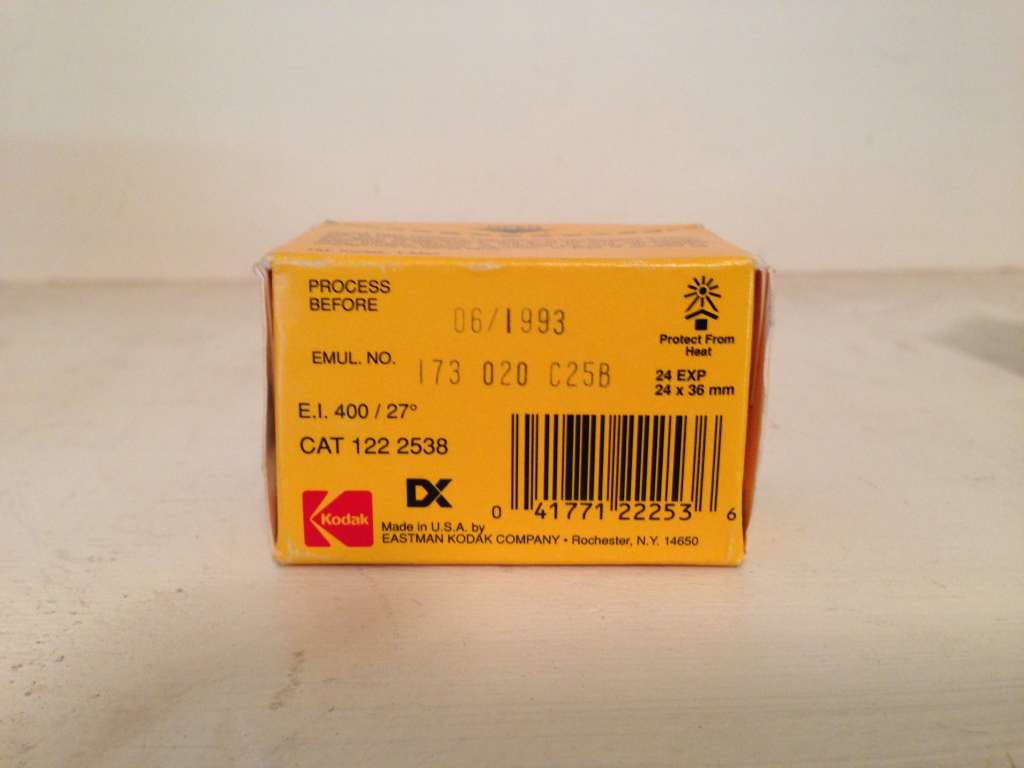 PROCESS
BEFORE
06/1993
EMUL. NO.
173 020 C25B
Protect From
Heat
24 EXP
24 x 36 mm
E.I. 400 / 27°
CAT 122 2538
Kodak
DX
Made in U.S.A. by
EASTMAN KODAK COMPANY • Rochester, N.Y. 14650
0 41771 22253 6